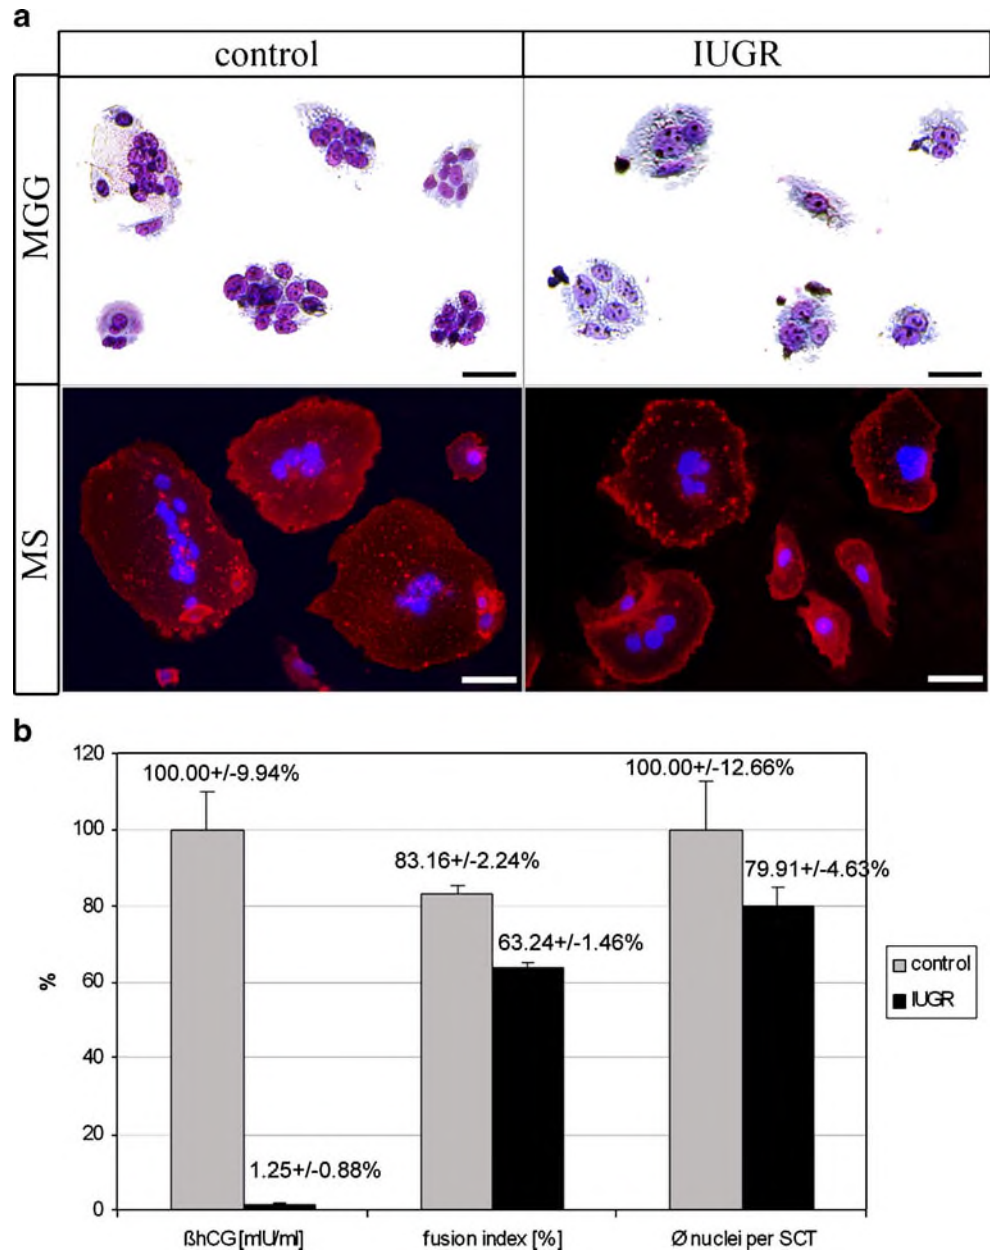 a
control IUGR
MGG
MS
b
120
100
80
60
40
20
0
%
100.00+/-9.94%
1.25+/-0.88%
83.16+/-2.24%
63.24+/-1.46%
100.00+/-12.66%
79.91+/-4.63%
ßhCG [mU/ml] fusion index [%] Ø nuclei per SCT
control
IUGR